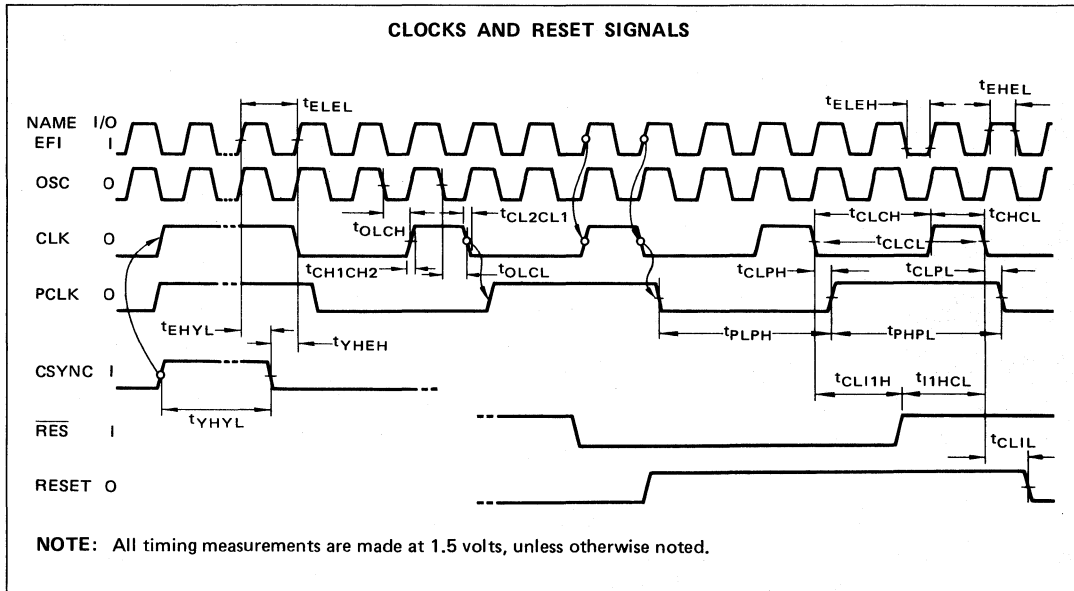 CLOCKS AND RESET SIGNALS
tELEL
tELEH
tEHEL
NAME I/O
EFI I
OSC O
tOLCH
tCL2CL1
tCLCH
tCHCL
CLK O
tCLCL
tCH1CH2
tOLCL
tCLPH
tCLPL
PCLK O
tEHYL
tYHEH
tPLPH
tPHPL
CSYNC I
tYHYL
tCLI1H
tI1HCL
RES I
tCLIL
RESET O
NOTE: All timing measurements are made at 1.5 volts, unless otherwise noted.